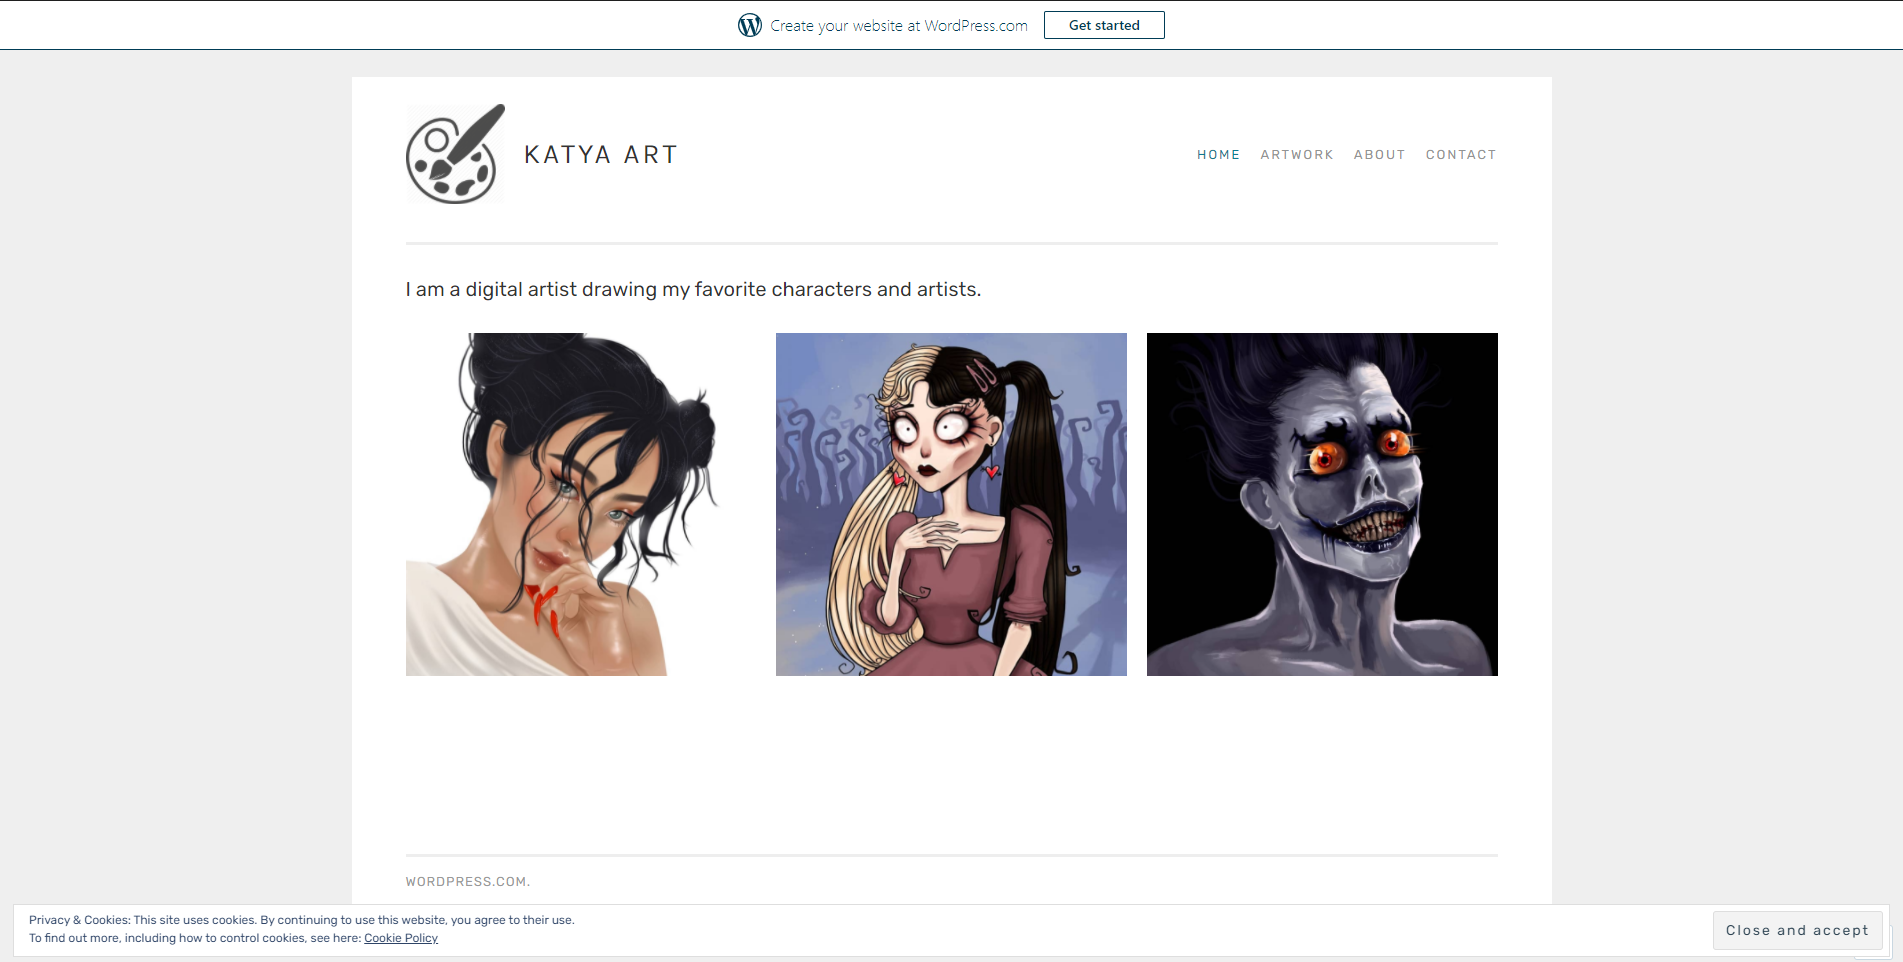 Create your website at WordPress.com
Get started
KATYA ART
HOME ARTWORK ABOUT CONTACT
I am a digital artist drawing my favorite characters and artists.
WORDPRESS.COM.
Privacy & Cookies: This site uses cookies. By continuing to use this website, you agree to their use.
To find out more, including how to control cookies, see here: Cookie Policy
Close and accept